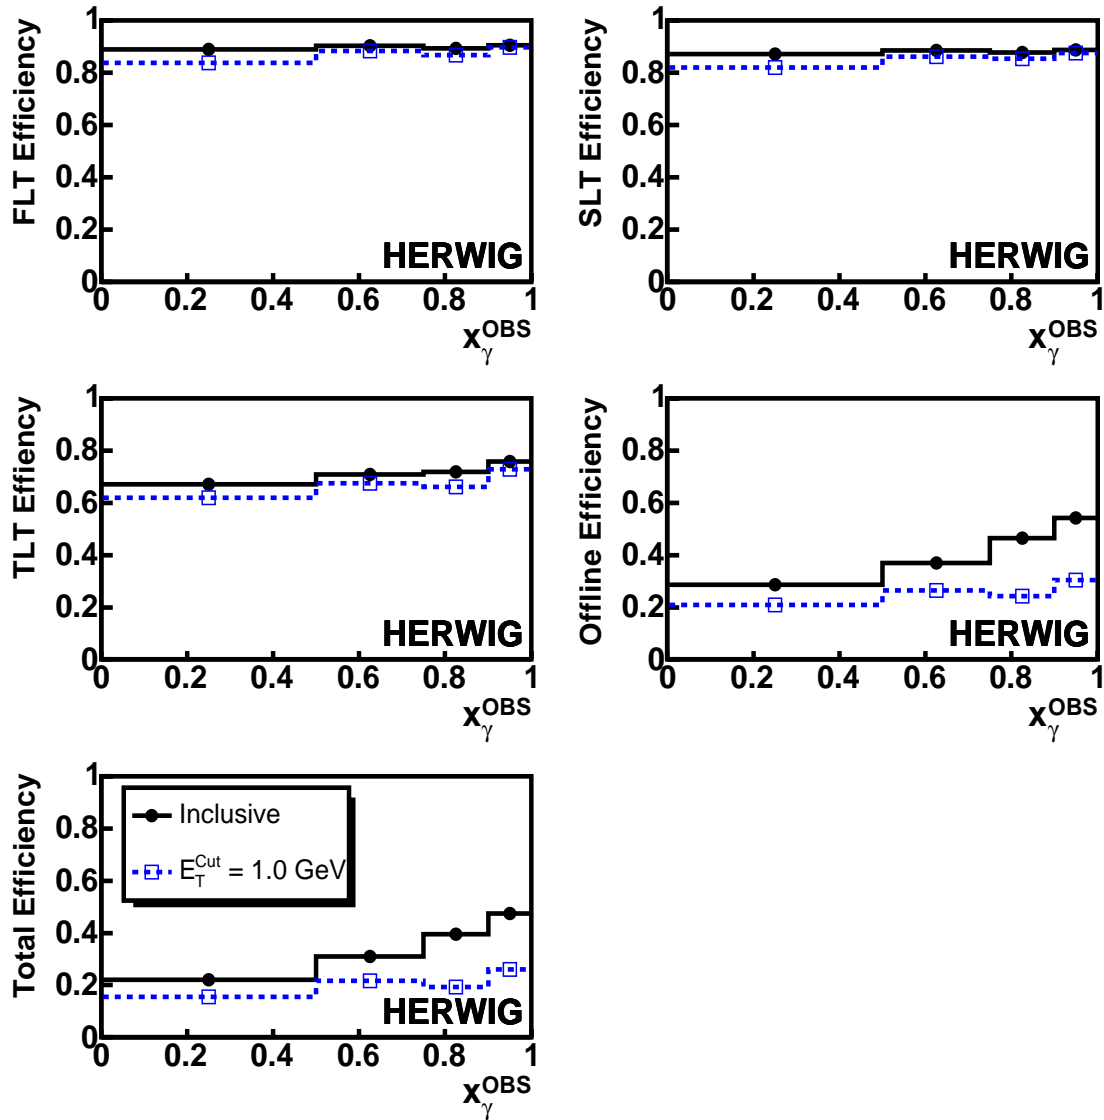 FLT Efficiency
1
0.8
0.6
0.4
0.2
0
HERWIG
0 0.2 0.4 0.6 0.8 1
xγ^OBS
SLT Efficiency
1
0.8
0.6
0.4
0.2
0
HERWIG
0 0.2 0.4 0.6 0.8 1
xγ^OBS
TLT Effiency
1
0.8
0.6
0.4
0.2
0
HERWIG
0 0.2 0.4 0.6 0.8 1
xγ^OBS
Offline Efficiency
1
0.8
0.6
0.4
0.2
0
HERWIG
0 0.2 0.4 0.6 0.8 1
xγ^OBS
Total Efficiency
1
0.8
0.6
0.4
0.2
0
Inclusive
E_T^Cut = 1.0 GeV
HERWIG
0 0.2 0.4 0.6 0.8 1
xγ^OBS